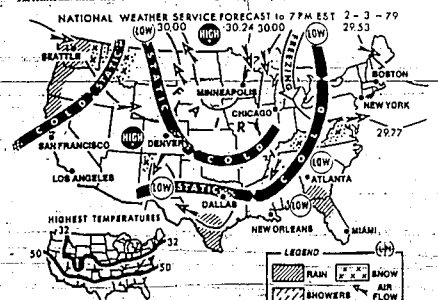 NATIONAL WEATHER SERVICE FORECAST to 7 PM EST 2 - 3 - 79
LOW 30.00 HIGH 30.24 30.00 LOW 29.53
SEATTLE
FREEZING
BOSTON
MINNEAPOLIS
STATIC
STATIC
FAIR
COLD
CHICAGO
NEW YORK
COLD
29.77
SAN FRANCISCO
HIGH
DENVER
COLD
LOS ANGELES
LOW
STATIC
LOW
ATLANTA
DALLAS
LOW
HIGHEST TEMPERATURES
NEW ORLEANS
MIAMI
32
32
50
50
LEGEND
RAIN
SNOW
SHOWERS
AIR
FLOW